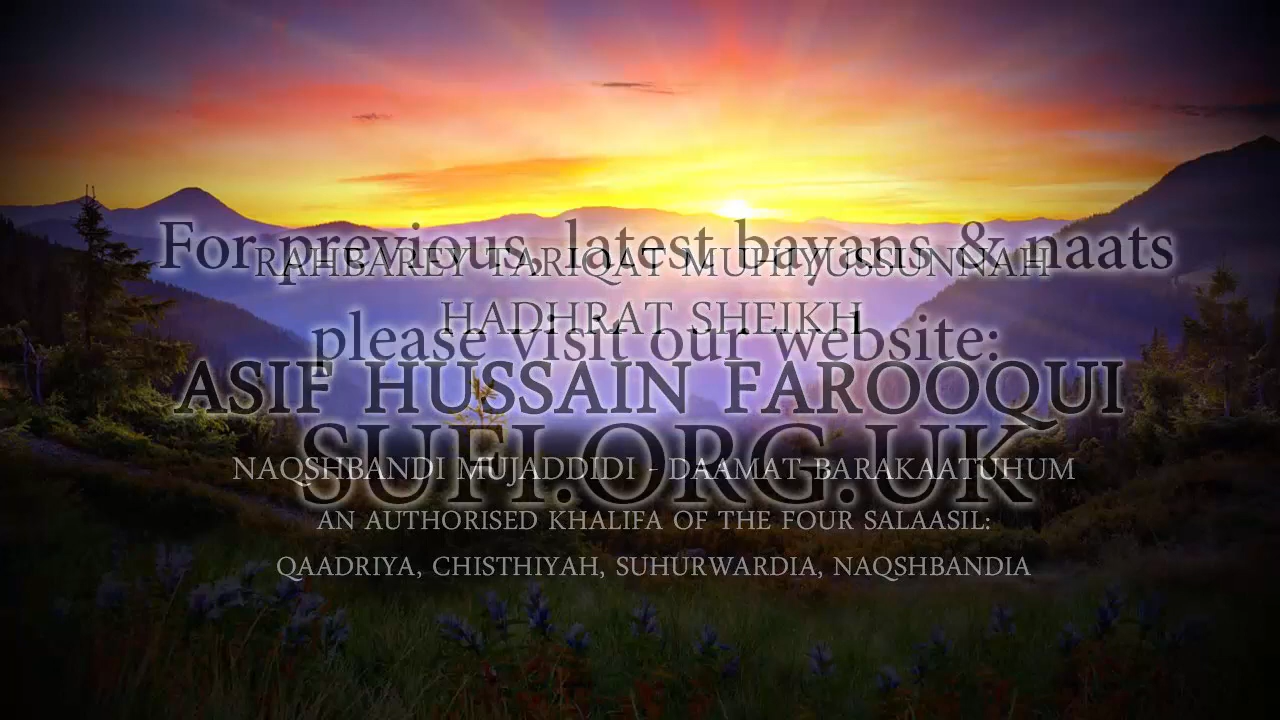 For previous, latest bayans & naats
RAHBAREY TARIQAT MUHIYUSSUNNAH
HADHRAT SHEIKH
please visit our website:
ASIF HUSSAIN FAROOQUI
SUFI.ORG.UK
NAQSHBANDI MUJADDIDI - DAAMAT BARAKAATUHUM
AN AUTHORISED KHALIFA OF THE FOUR SALAASIL:
QAADRIYA, CHISTHIYAH, SUHURWARDIA, NAQSHBANDIA